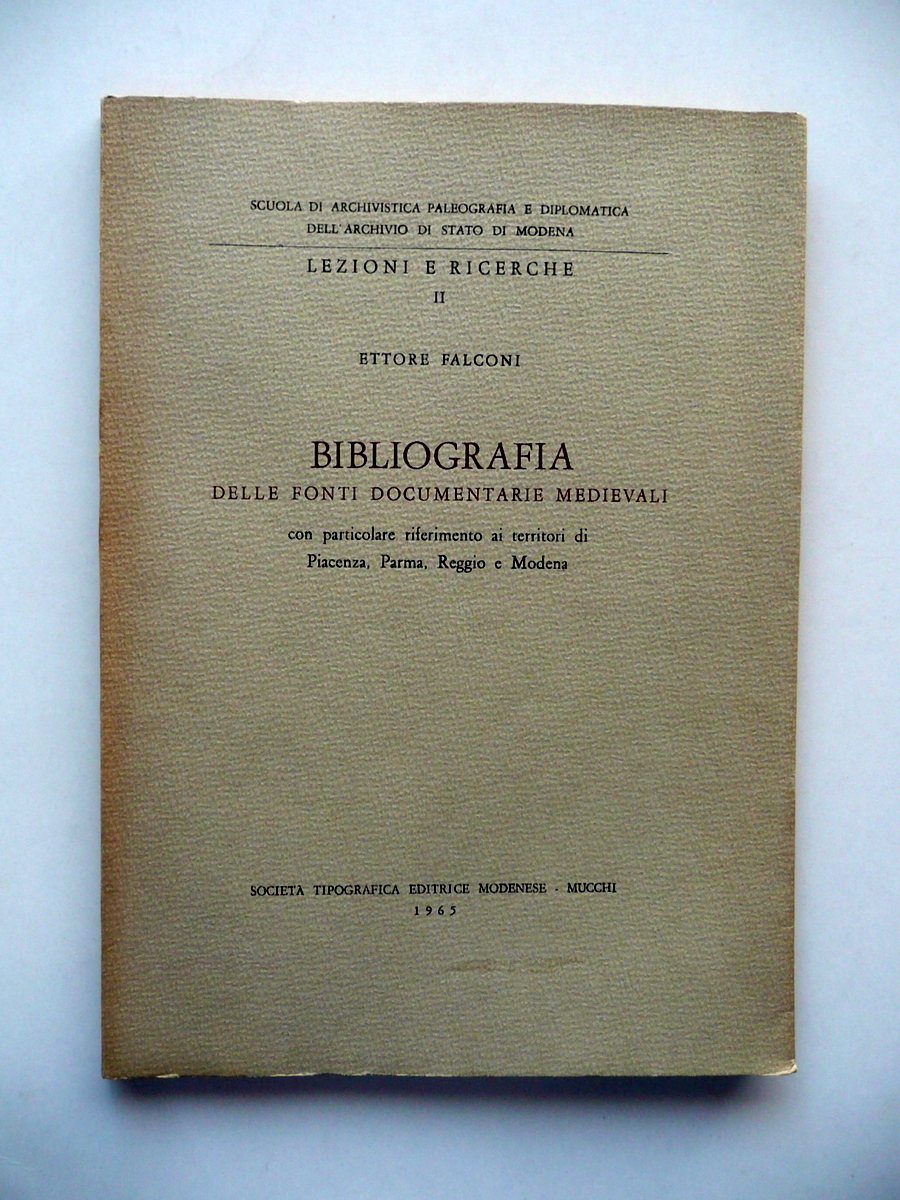 SCUOLA DI ARCHIVISTICA PALEOGRAFIA E DIPLOMATICA
DELL'ARCHIVIO DI STATO DI MODENA
LEZIONI E RICERCHE
II
ETTORE FALCONI
BIBLIOGRAFIA
DELLE FONTI DOCUMENTARIE MEDIEVALI
con particolare riferimento ai territori di
Piacenza, Parma, Reggio e Modena
SOCIETÀ TIPOGRAFICA EDITRICE MODENESE - MUCCHI
1965